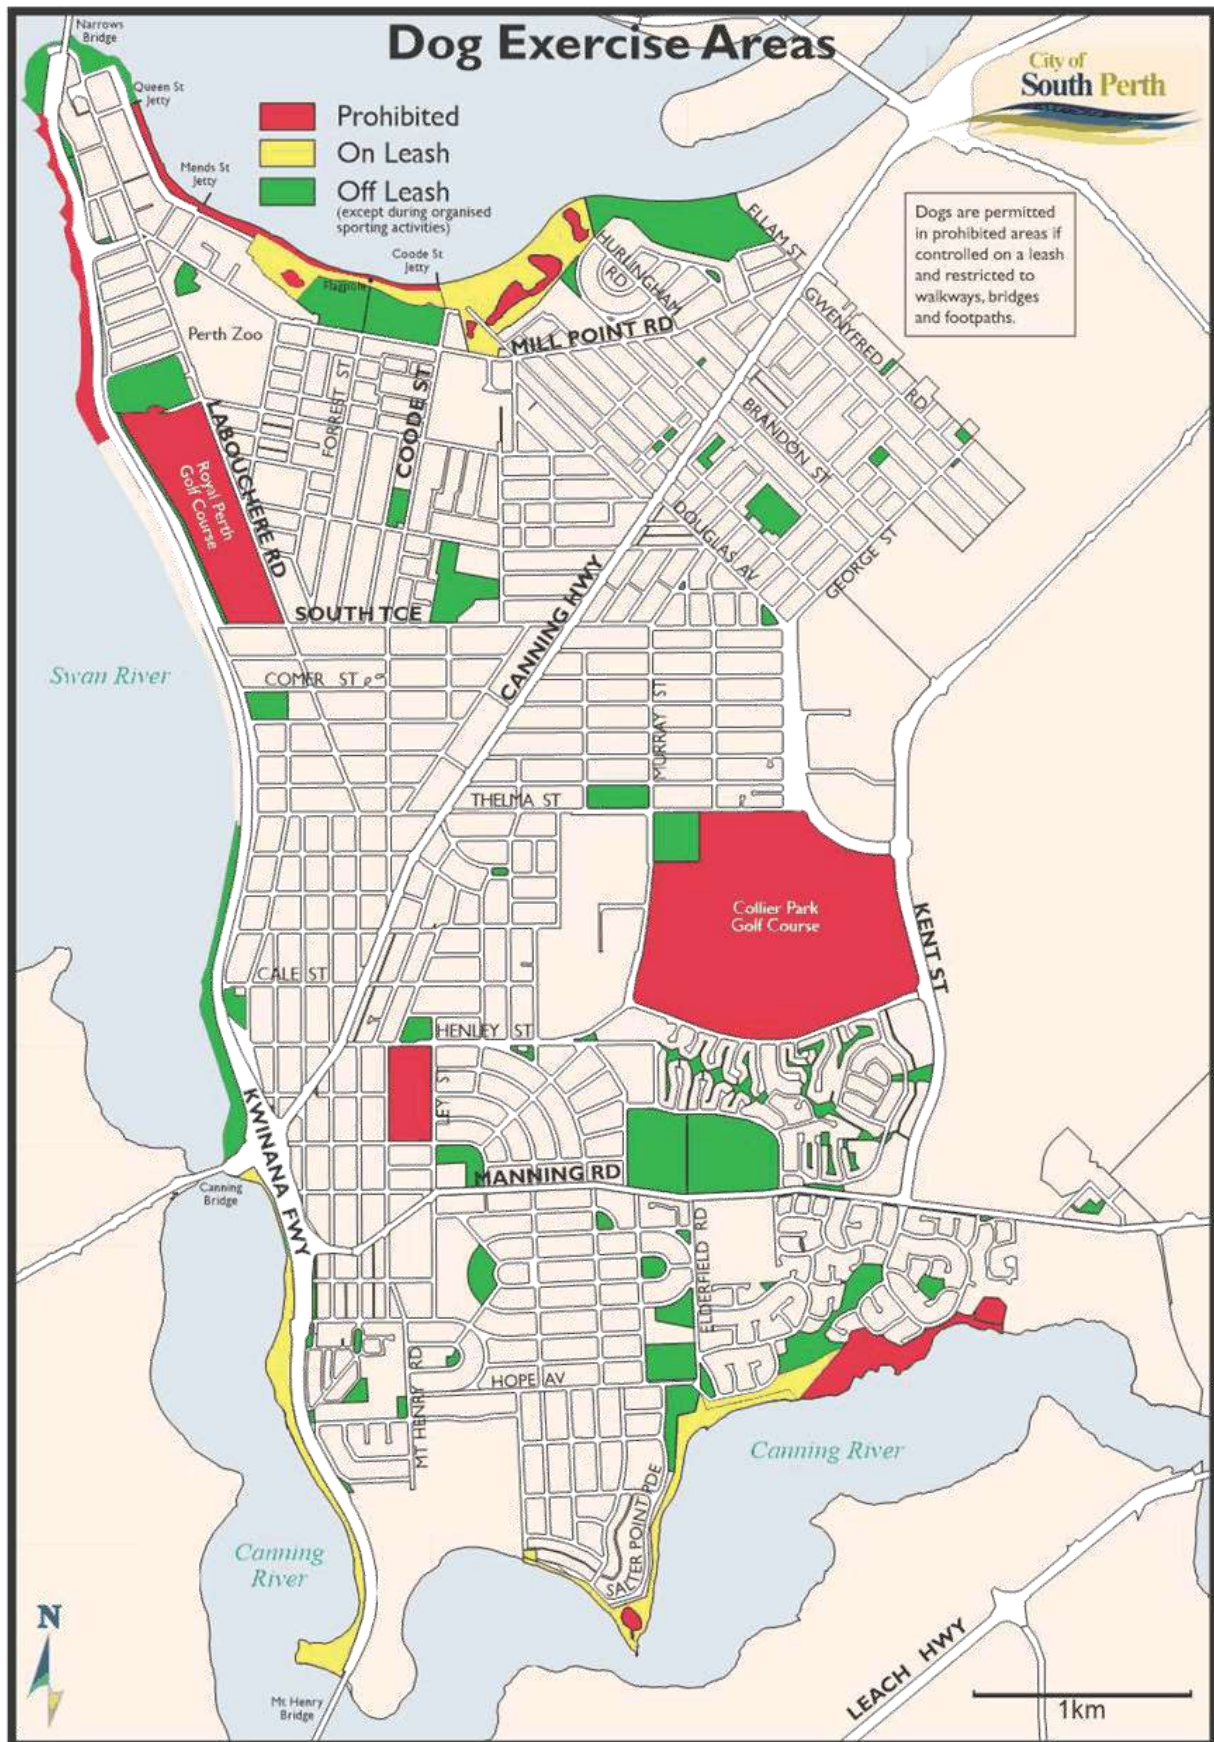 Narrows
Bridge
Dog Exercise Areas
City of
South Perth
Queen St
Jetty
Prohibited
On Leash
Off Leash
(except during organised
sporting activities)
Mends St
Jetty
Coode St
Jetty
Flagpole
ELLAM ST
Dogs are permitted
in prohibited areas if
controlled on a leash
and restricted to
walkways, bridges
and footpaths.
HURLINGHAM
RD
GWENYFRED
RD
Perth Zoo
MILL POINT RD
FORREST ST
COODE ST
LABOUCHERE RD
BRANDON ST
Royal Perth
Golf Course
DOUGLAS AV
GEORGE ST
SOUTH TCE
CANNING HWY
Swan River
COMER ST
MURRAY ST
THELMA ST
Collier Park
Golf Course
KENT ST
CALE ST
HENLEY ST
LEY ST
KWINANA FWY
MANNING RD
Canning
Bridge
ELDERFIELD RD
MT HENRY RD
HOPE AV
Canning River
SALTER POINT PDE
Canning
River
N
LEACH HWY
Mt Henry
Bridge
1km